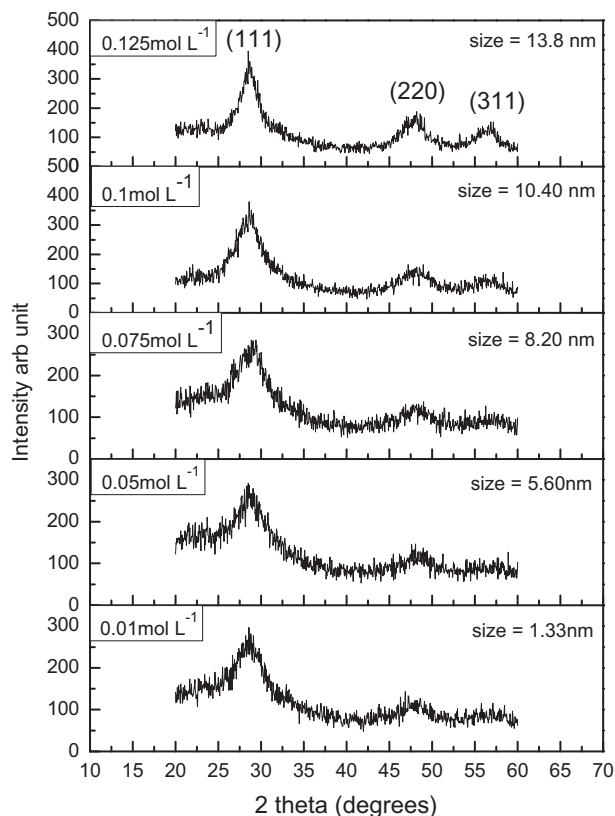 500
0.125mol L⁻¹
(111)
size = 13.8 nm
400
300
(220)
(311)
200
100
500
0.1mol L⁻¹
size = 10.40 nm
400
300
200
100
0
300
0.075mol L⁻¹
size = 8.20 nm
200
100
0
300
0.05mol L⁻¹
size = 5.60nm
200
100
0
300
0.01mol L⁻¹
size = 1.33nm
200
100
0
Intensity arb unit
10 15 20 25 30 35 40 45 50 55 60 65 70
2 theta (degrees)